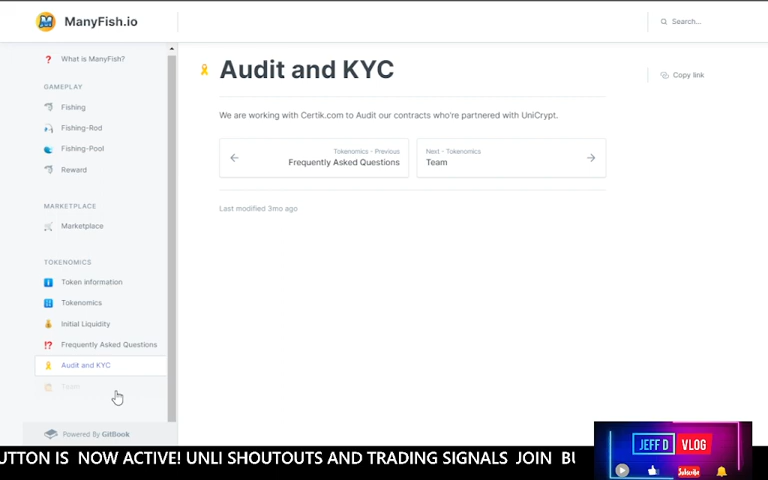 ManyFish.io
Search...
What is ManyFish?
GAMEPLAY
Fishing
Fishing-Rod
Fishing-Pool
Reward
MARKETPLACE
Marketplace
TOKENOMICS
Token information
Tokenomics
Initial Liquidity
Frequently Asked Questions
Audit and KYC
Team
Powered By GitBook
Audit and KYC
Copy link
We are working with Certik.com to Audit our contracts who're partnered with UniCrypt.
Tokenomics - Previous
Frequently Asked Questions
Next - Tokenomics
Team
Last modified 3mo ago
JEFF D VLOG
Subscribe
UTTON IS NOW ACTIVE! UNLI SHOUTOUTS AND TRADING SIGNALS JOIN BU